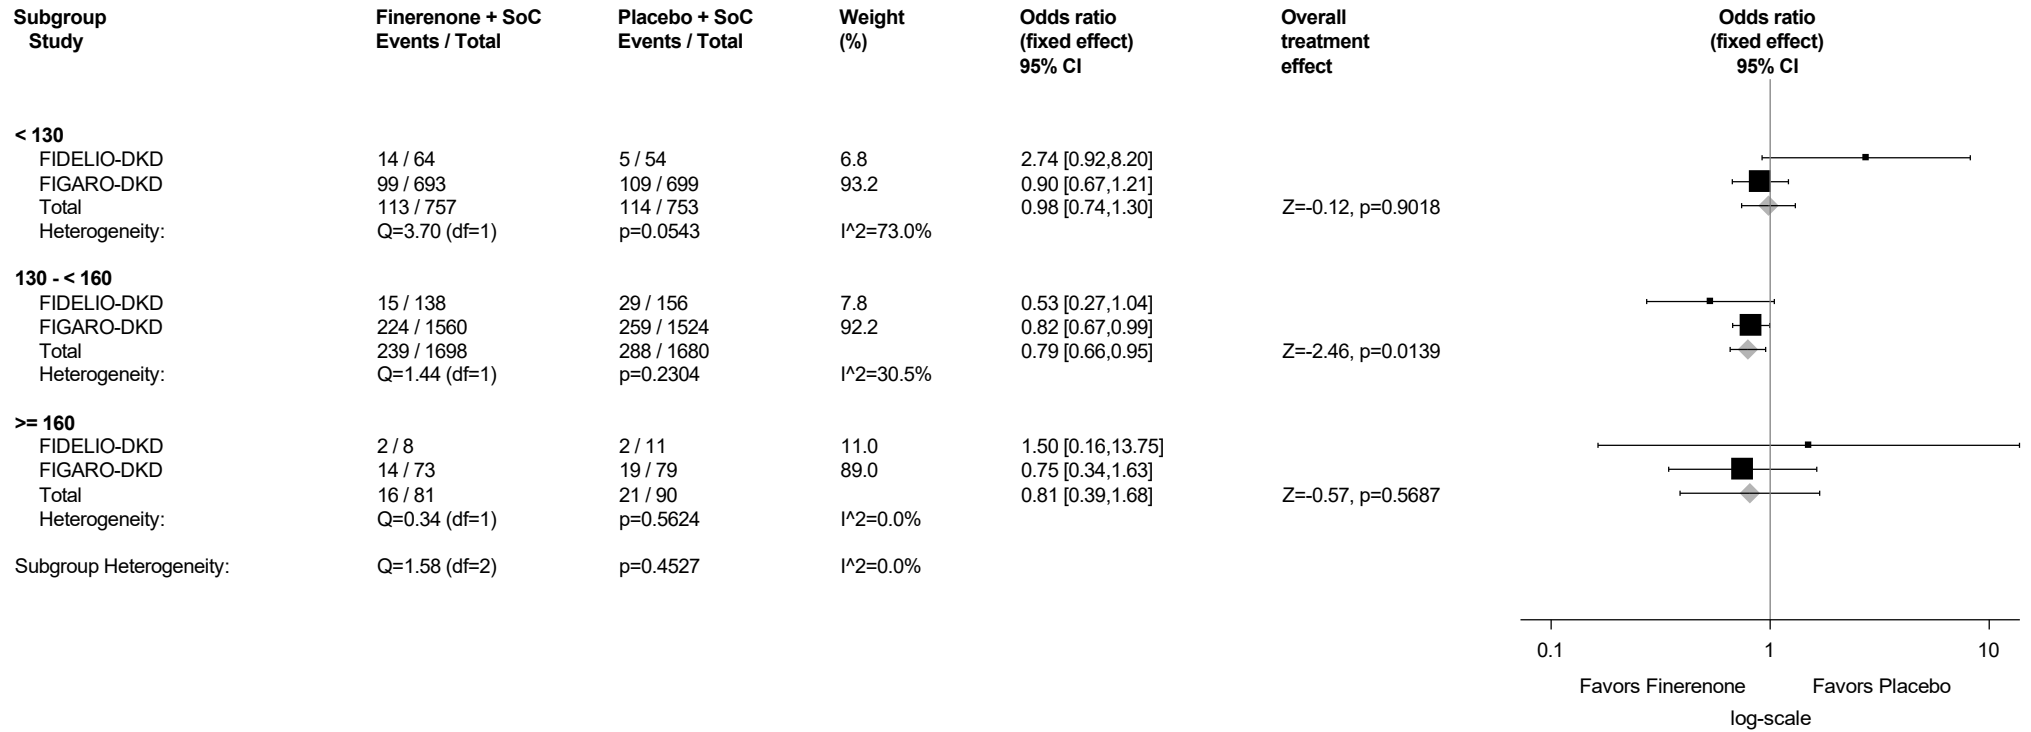 Subgroup Finerenone + SoC Placebo + SoC Weight Odds ratio Overall Odds ratio
Study Events / Total Events / Total (%) (fixed effect) treatment (fixed effect)
95% CI effect 95% CI
< 130
FIDELIO-DKD 14 / 64 5 / 54 6.8 2.74 [0.92,8.20]
FIGARO-DKD 99 / 693 109 / 699 93.2 0.90 [0.67,1.21]
Total 113 / 757 114 / 753 0.98 [0.74,1.30] Z=-0.12, p=0.9018
Heterogeneity: Q=3.70 (df=1) p=0.0543 I^2=73.0%
130 - < 160
FIDELIO-DKD 15 / 138 29 / 156 7.8 0.53 [0.27,1.04]
FIGARO-DKD 224 / 1560 259 / 1524 92.2 0.82 [0.67,0.99]
Total 239 / 1698 288 / 1680 0.79 [0.66,0.95] Z=-2.46, p=0.0139
Heterogeneity: Q=1.44 (df=1) p=0.2304 I^2=30.5%
>= 160
FIDELIO-DKD 2 / 8 2 / 11 11.0 1.50 [0.16,13.75]
FIGARO-DKD 14 / 73 19 / 79 89.0 0.75 [0.34,1.63]
Total 16 / 81 21 / 90 0.81 [0.39,1.68] Z=-0.57, p=0.5687
Heterogeneity: Q=0.34 (df=1) p=0.5624 I^2=0.0%
Subgroup Heterogeneity: Q=1.58 (df=2) p=0.4527 I^2=0.0%
0.1 1 10
Favors Finerenone Favors Placebo
log-scale